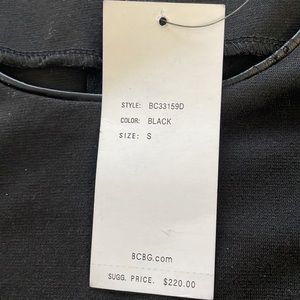 STYLE: BC33159D
COLOR: BLACK
SIZE: S
BCBG.com
SUGG. PRICE. $220.00